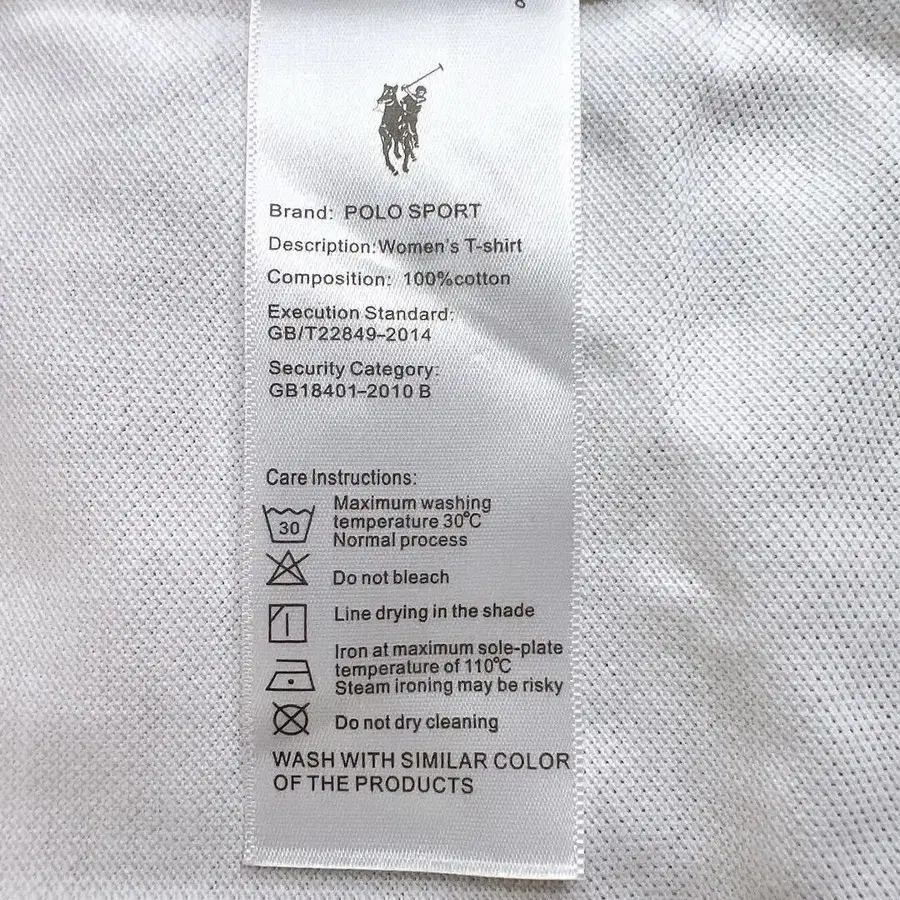 Brand: POLO SPORT
Description:Women's T-shirt
Composition: 100%cotton
Execution Standard:
GB/T22849-2014
Security Category:
GB18401-2010 B
Care Instructions:
30
Maximum washing
temperature 30℃
Normal process
Do not bleach
Line drying in the shade
Iron at maximum sole-plate
temperature of 110℃
Steam ironing may be risky
Do not dry cleaning
WASH WITH SIMILAR COLOR
OF THE PRODUCTS